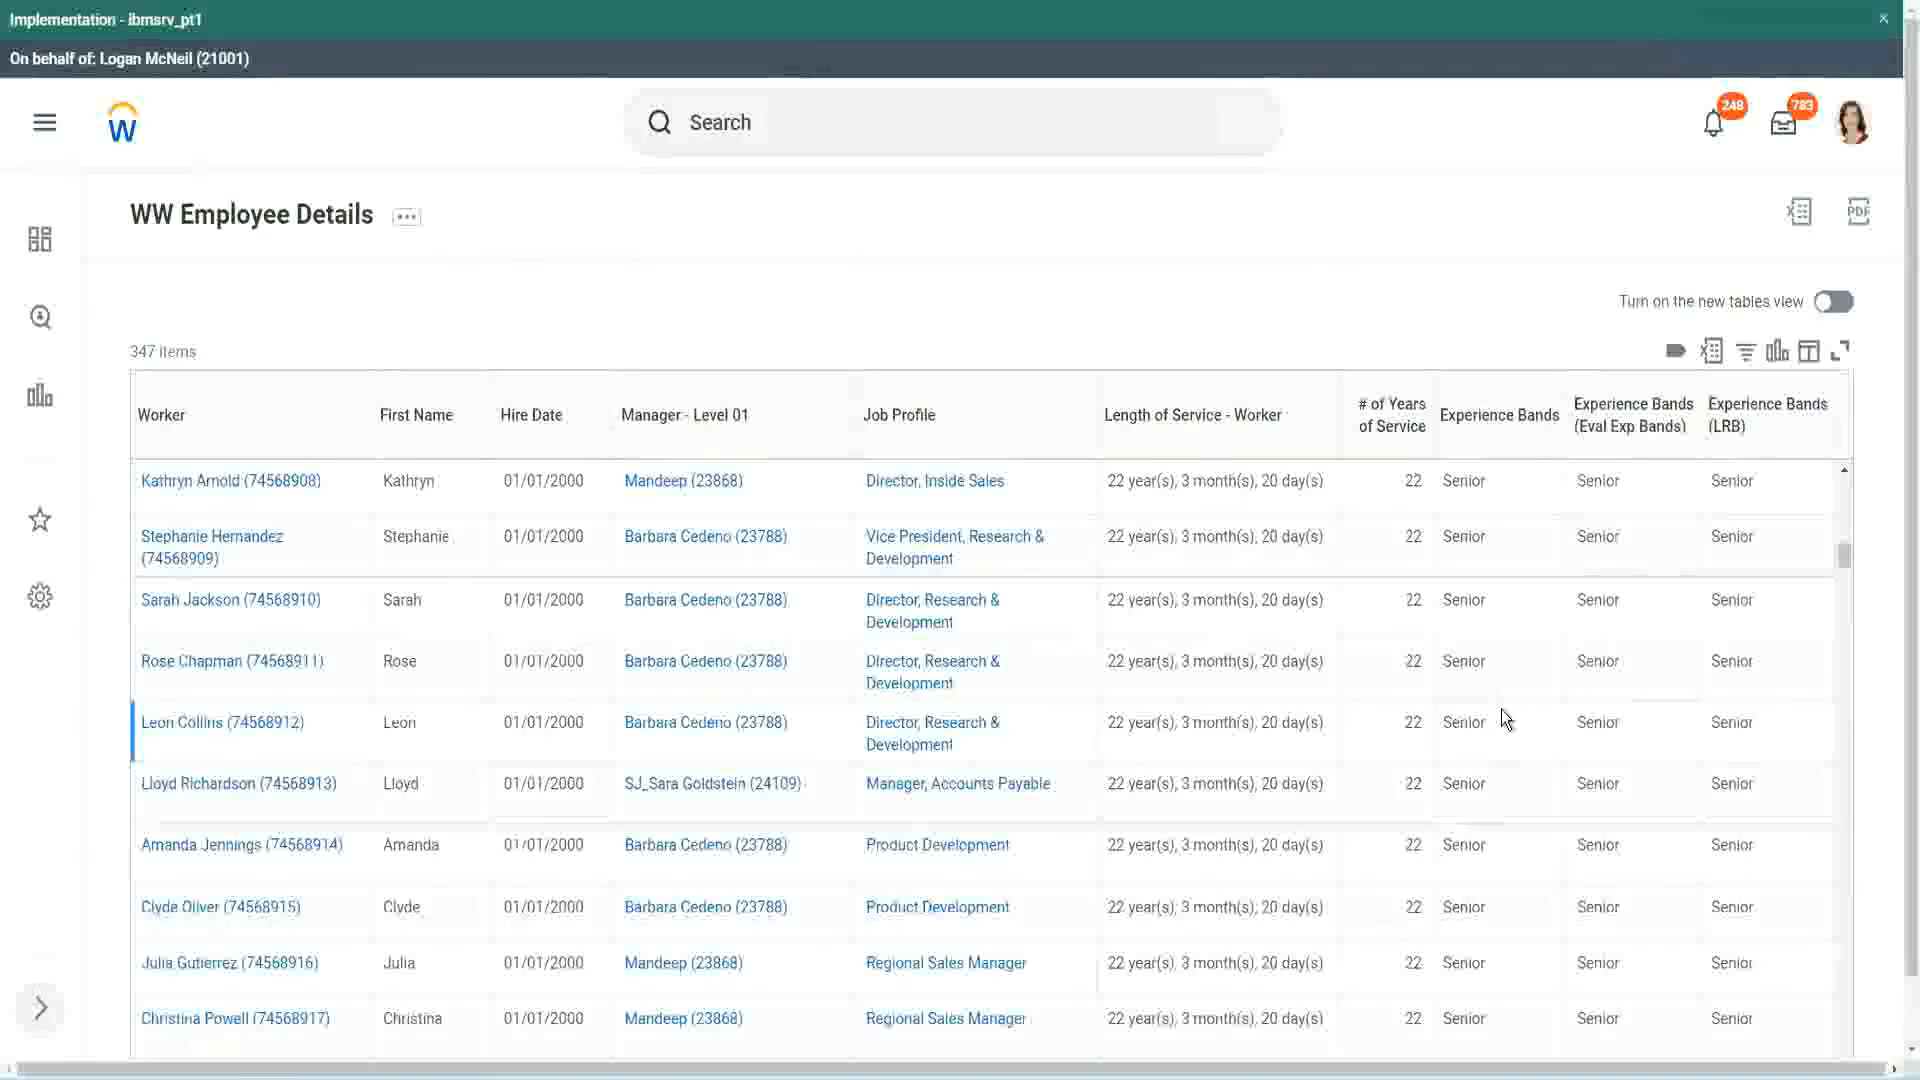 Implementation - ibmsrv_pt1
On behalf of: Logan McNeil (21001)
W
Search
248
783
WW Employee Details
PDF
Turn on the new tables view
347 items
Worker First Name Hire Date Manager - Level 01 Job Profile Length of Service - Worker # of Years of Service Experience Bands Experience Bands (Eval Exp Bands) Experience Bands (LRB)
Kathryn Arnold (74568908) Kathryn 01/01/2000 Mandeep (23868) Director, Inside Sales 22 year(s), 3 month(s), 20 day(s) 22 Senior Senior Senior
Stephanie Hernandez (74568909) Stephanie 01/01/2000 Barbara Cedeno (23788) Vice President, Research & Development 22 year(s), 3 month(s), 20 day(s) 22 Senior Senior Senior
Sarah Jackson (74568910) Sarah 01/01/2000 Barbara Cedeno (23788) Director, Research & Development 22 year(s), 3 month(s), 20 day(s) 22 Senior Senior Senior
Rose Chapman (74568911) Rose 01/01/2000 Barbara Cedeno (23788) Director, Research & Development 22 year(s), 3 month(s), 20 day(s) 22 Senior Senior Senior
Leon Collins (74568912) Leon 01/01/2000 Barbara Cedeno (23788) Director, Research & Development 22 year(s), 3 month(s), 20 day(s) 22 Senior Senior Senior
Lloyd Richardson (74568913) Lloyd 01/01/2000 SJ_Sara Goldstein (24109) Manager, Accounts Payable 22 year(s), 3 month(s), 20 day(s) 22 Senior Senior Senior
Amanda Jennings (74568914) Amanda 01/01/2000 Barbara Cedeno (23788) Product Development 22 year(s), 3 month(s), 20 day(s) 22 Senior Senior Senior
Clyde Oliver (74568915) Clyde 01/01/2000 Barbara Cedeno (23788) Product Development 22 year(s), 3 month(s), 20 day(s) 22 Senior Senior Senior
Julia Gutierrez (74568916) Julia 01/01/2000 Mandeep (23868) Regional Sales Manager 22 year(s), 3 month(s), 20 day(s) 22 Senior Senior Senior
Christina Powell (74568917) Christina 01/01/2000 Mandeep (23868) Regional Sales Manager 22 year(s), 3 month(s), 20 day(s) 22 Senior Senior Senior